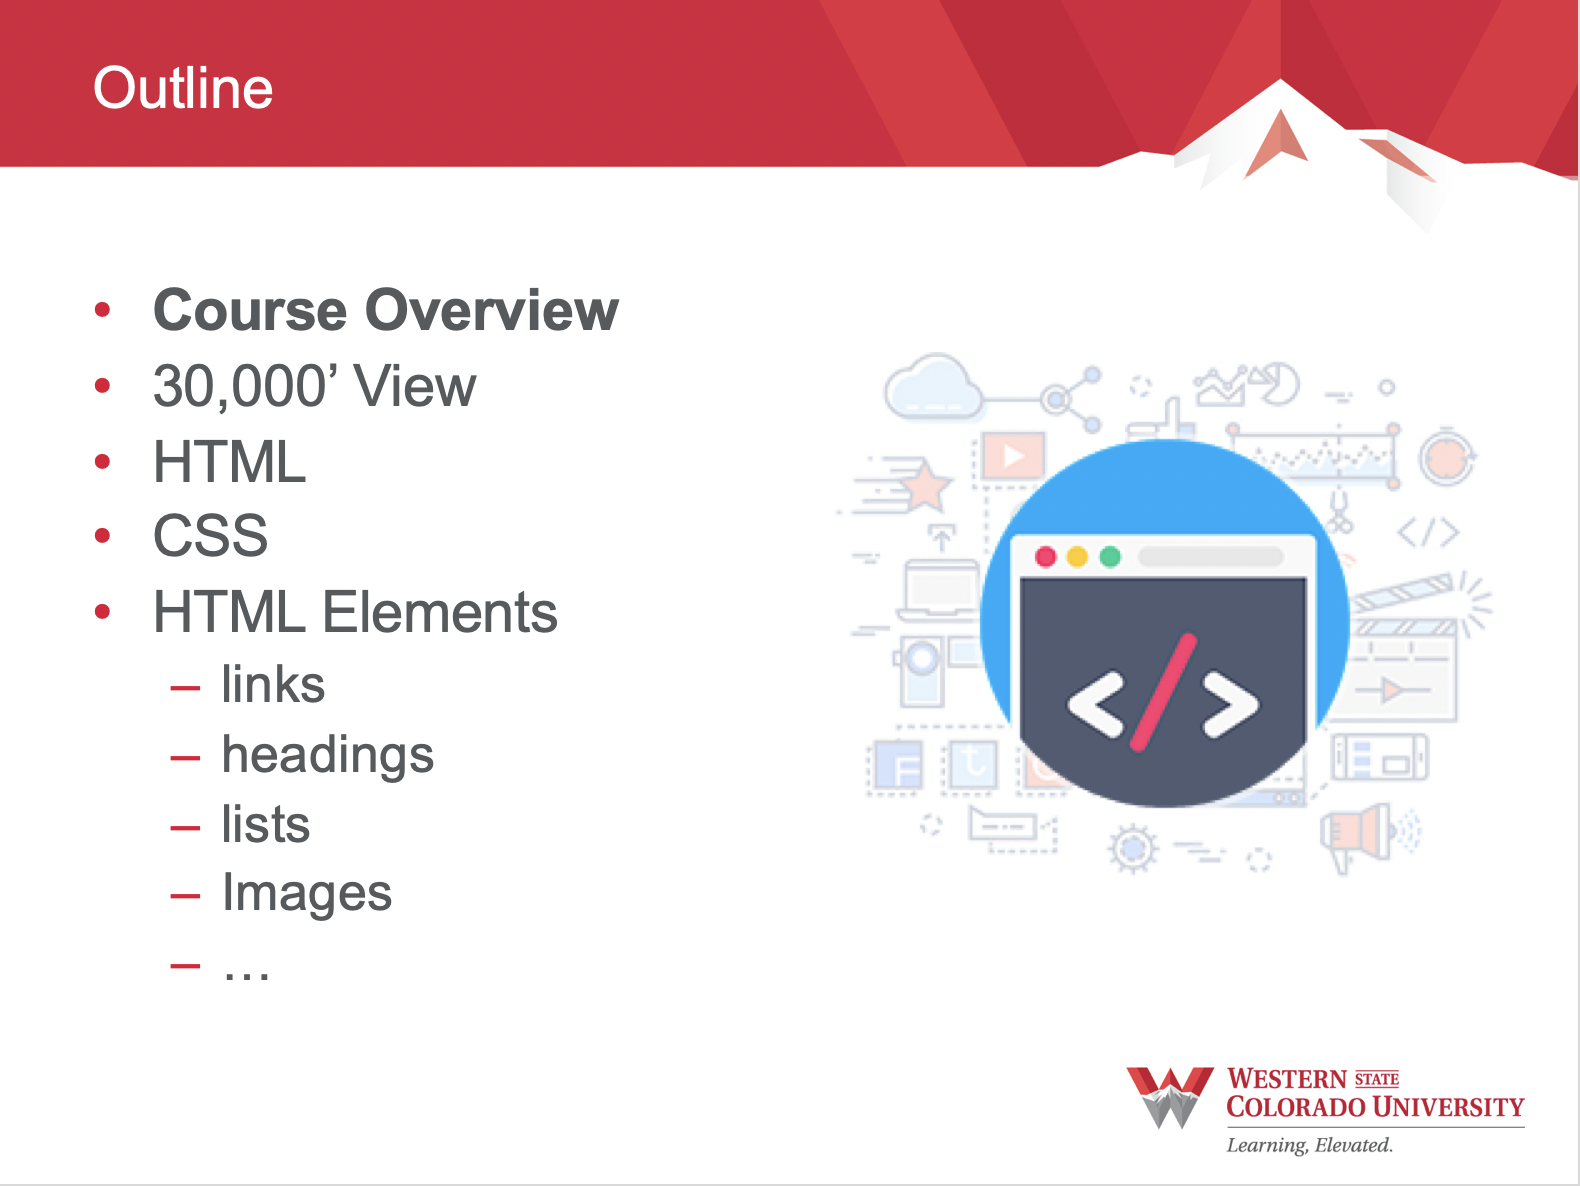 Outline
• Course Overview
• 30,000’ View
• HTML
• CSS
• HTML Elements
– links
– headings
– lists
– Images
– …
</>
</>
F
t
WESTERN STATE
COLORADO UNIVERSITY
Learning, Elevated.